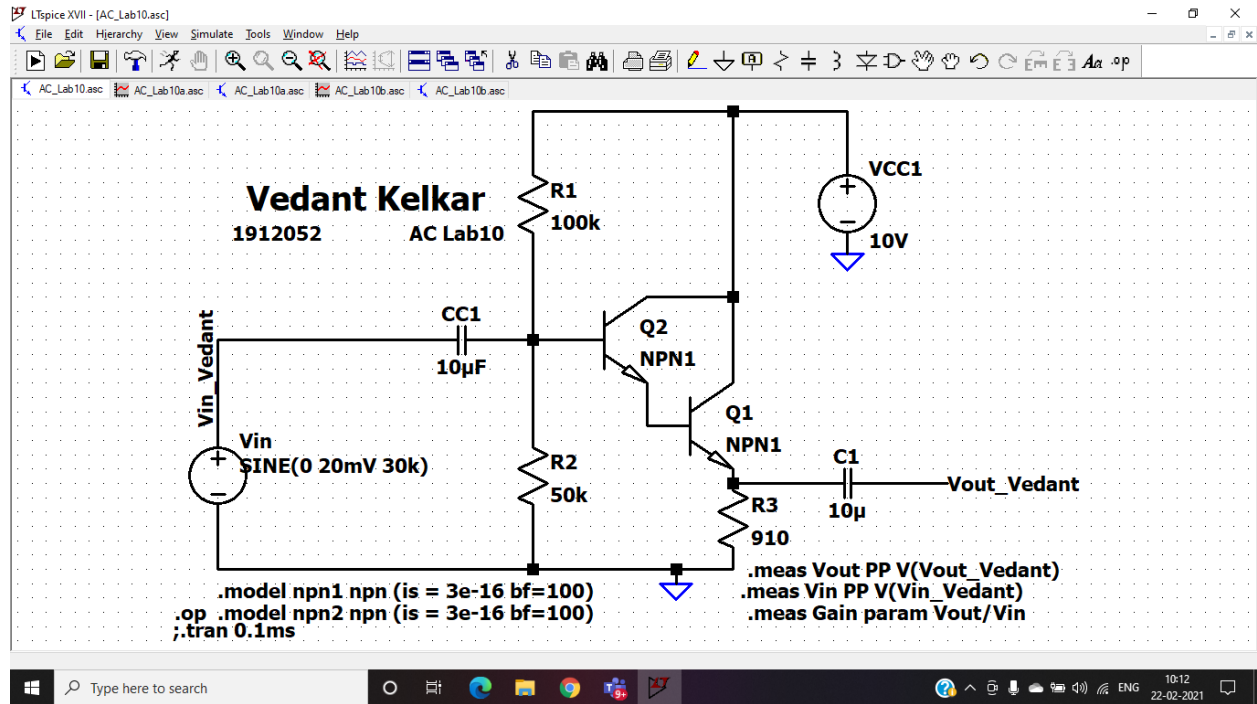 LTspice XVII - [AC_Lab10.asc]
File Edit Hierarchy View Simulate Tools Window Help
Aα .op
AC_Lab10.asc AC_Lab10a.asc AC_Lab10a.asc AC_Lab10b.asc AC_Lab10b.asc
VCC1
10V
R1
100k
Vedant Kelkar
1912052 AC Lab10
CC1
10µF
Vin_Vedant
Q2
NPN1
Q1
NPN1
Vin
SINE(0 20mV 30k)
R2
50k
C1
10µ
Vout_Vedant
R3
910
.model npn1 npn (is = 3e-16 bf=100)
.op .model npn2 npn (is = 3e-16 bf=100)
;.tran 0.1ms
.meas Vout PP V(Vout_Vedant)
.meas Vin PP V(Vin_Vedant)
.meas Gain param Vout/Vin
Type here to search
9+
ENG
10:12
22-02-2021